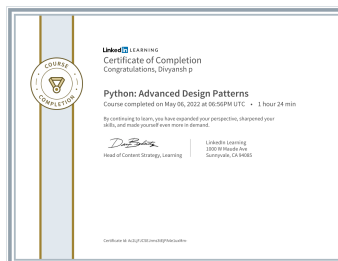 LinkedIn LEARNING
Certificate of Completion
Congratulations, Divyansh p
COURSE
COMPLETION
Python: Advanced Design Patterns
Course completed on May 06, 2022 at 06:56PM UTC • 1 hour 24 min
By continuing to learn, you have expanded your perspective, sharpened your
skills, and made yourself even more in demand.
Head of Content Strategy, Learning
LinkedIn Learning
1000 W Maude Ave
Sunnyvale, CA 94085
Certificate Id: